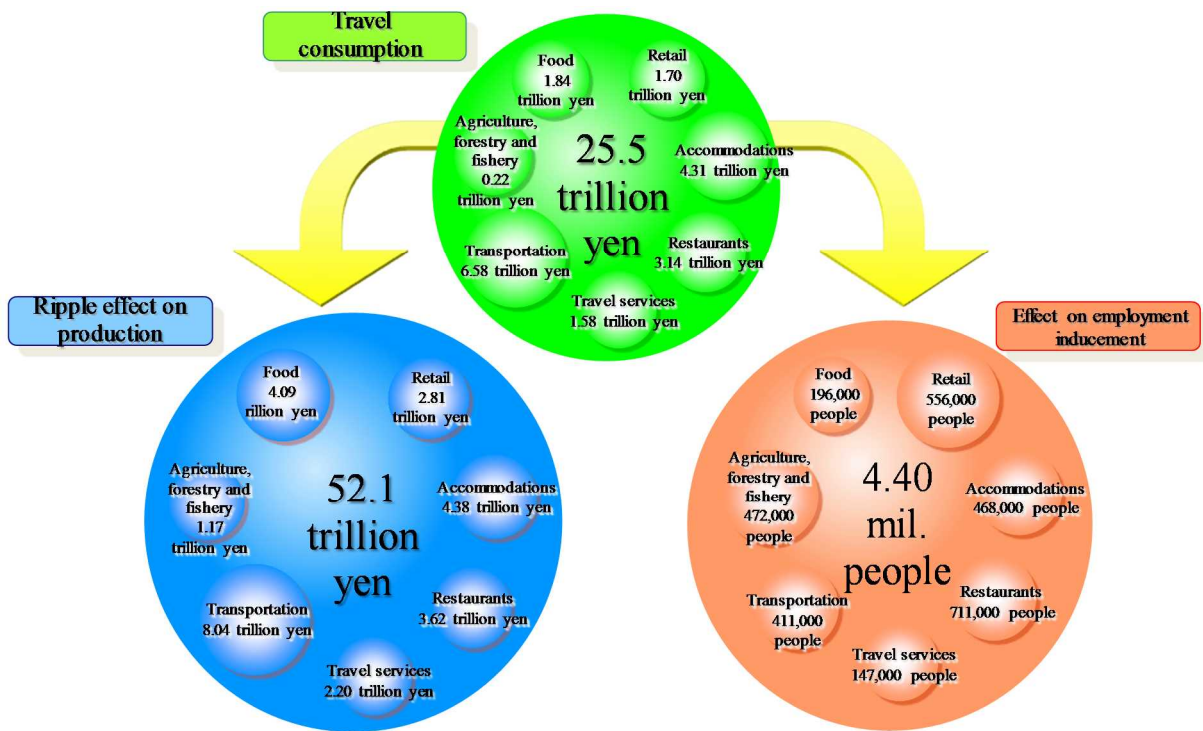 Travel
consumption
Food
1.84
trillion yen
Retail
1.70
trillion yen
Agriculture,
forestry and
fishery
0.22
trillion yen
25.5
trillion
yen
Accommodations
4.31 trillion yen
Transportation
6.58 trillion yen
Restaurants
3.14 trillion yen
Travel services
1.58 trillion yen
Ripple effect on
production
Food
4.09
rillion yen
Retail
2.81
trillion yen
Agriculture,
forestry and
fishery
1.17
trillion yen
52.1
trillion
yen
Accommodations
4.38 trillion yen
Transportation
8.04 trillion yen
Restaurants
3.62 trillion yen
Travel services
2.20 trillion yen
Effect on employment
inducement
Food
196,000
people
Retail
556,000
people
Agriculture,
forestry and
fishery
472,000
people
4.40
mil.
people
Accommodations
468,000 people
Transportation
411,000
people
Restaurants
711,000 people
Travel services
147,000 people